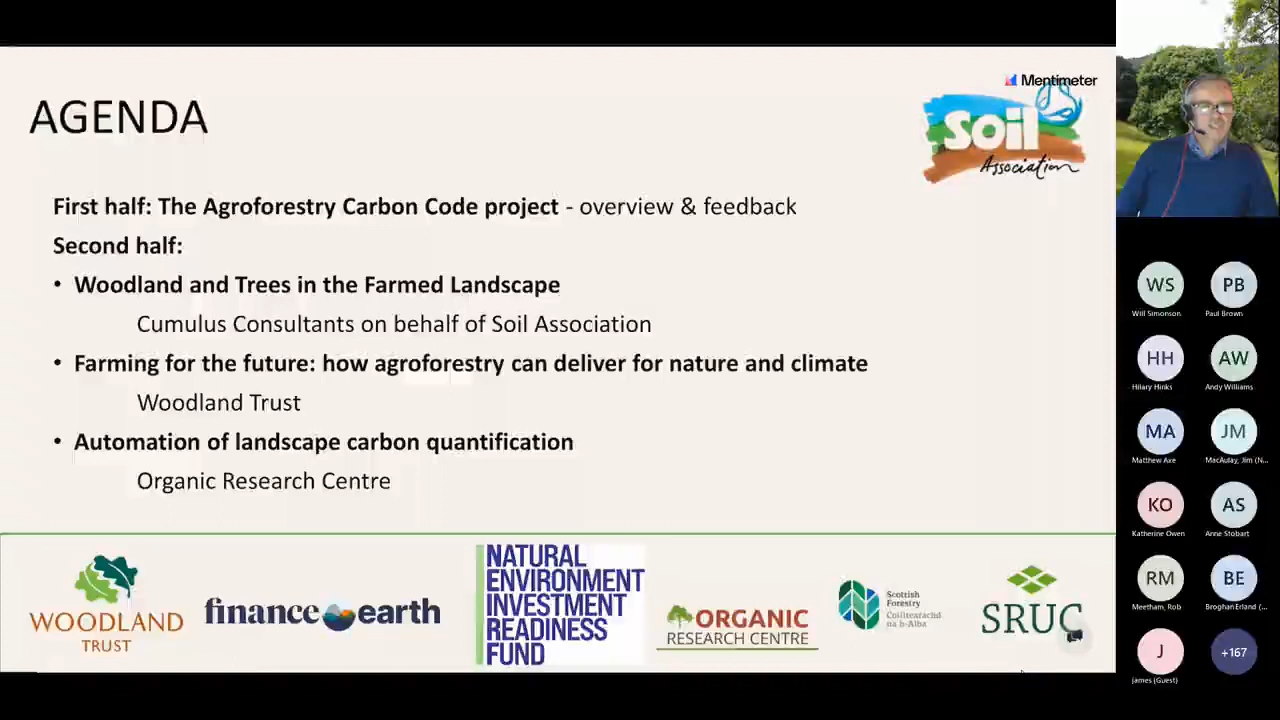 AGENDA
Mentimeter
soil
Association
First half: The Agroforestry Carbon Code project - overview & feedback
Second half:
• Woodland and Trees in the Farmed Landscape
Cumulus Consultants on behalf of Soil Association
• Farming for the future: how agroforestry can deliver for nature and climate
Woodland Trust
• Automation of landscape carbon quantification
Organic Research Centre
WOODLAND
TRUST
finance earth
NATURAL
ENVIRONMENT
INVESTMENT
READINESS
FUND
ORGANIC
RESEARCH CENTRE
Scottish
Forestry
Coilltearachd
na h-Alba
SRUC
WS
Will Simonson
PB
Paul Brown
HH
Hilary Hinks
AW
Andy Williams
MA
Matthew Axe
JM
MacAulay, Jim (N...
KO
Katherine Owen
AS
Anne Stobart
RM
Meetham, Rob
BE
BroghanErland (...
J
james (Guest)
+167